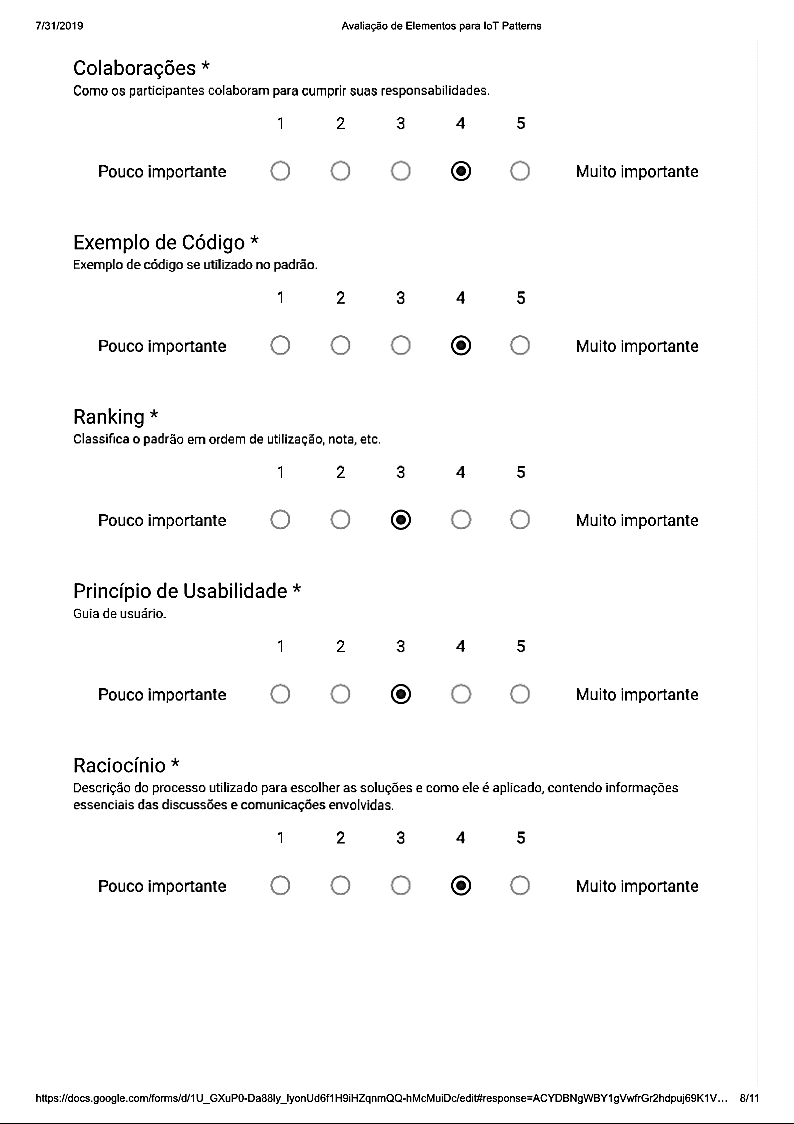 7/31/2019 Avaliação de Elementos para IoT Patterns
Colaborações *
Como os participantes colaboram para cumprir suas responsabilidades.
1 2 3 4 5
Pouco importante Muito importante
Exemplo de Código *
Exemplo de código se utilizado no padrão.
1 2 3 4 5
Pouco importante Muito importante
Ranking *
Classifica o padrão em ordem de utilização, nota, etc.
1 2 3 4 5
Pouco importante Muito importante
Princípio de Usabilidade *
Guia de usuário.
1 2 3 4 5
Pouco importante Muito importante
Raciocínio *
Descrição do processo utilizado para escolher as soluções e como ele é aplicado, contendo informações
essenciais das discussões e comunicações envolvidas.
1 2 3 4 5
Pouco importante Muito importante
https://docs.google.com/forms/d/1U_GXuP0-Da88ly_lyonUd6f1H9iHZqnmQQ-hMcMuiDc/edit#response=ACYDBNgWBY1gVwfrGr2hdpuj69K1V... 8/11